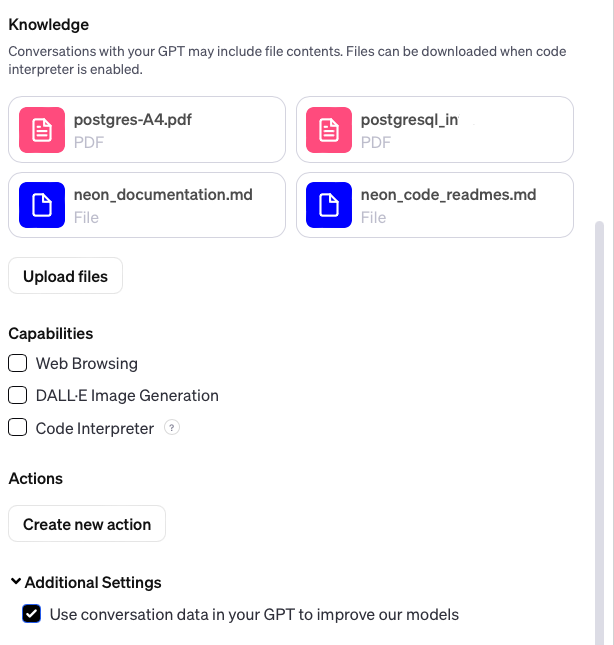 Knowledge
Conversations with your GPT may include file contents. Files can be downloaded when code
interpreter is enabled.
postgres-A4.pdf
PDF
postgresql_in
PDF
neon_documentation.md
File
neon_code_readmes.md
File
Upload files
Capabilities
Web Browsing
DALL·E Image Generation
Code Interpreter ?
Actions
Create new action
Additional Settings
Use conversation data in your GPT to improve our models